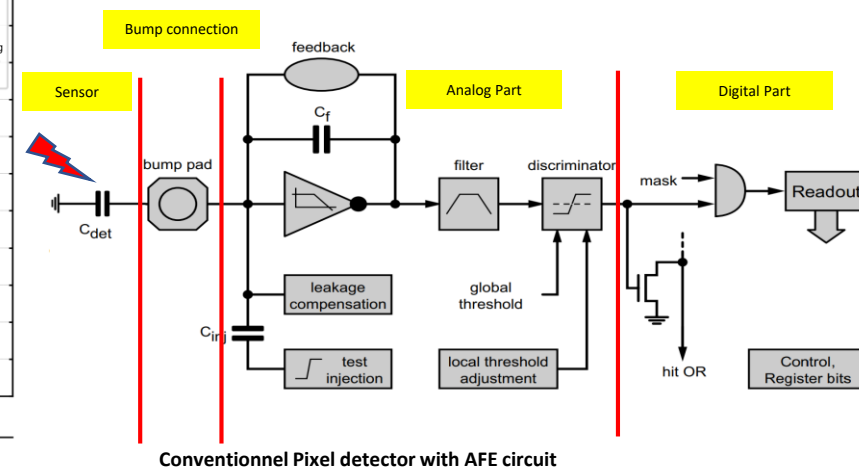 Bump connection
g
feedback
Sensor
Analog Part
Digital Part
Cf
bump pad
filter
discriminator
mask
Readout
Cdet
leakage
compensation
global
threshold
Cinj
test
injection
local threshold
adjustment
hit OR
Control,
Register bits
Conventionnel Pixel detector with AFE circuit